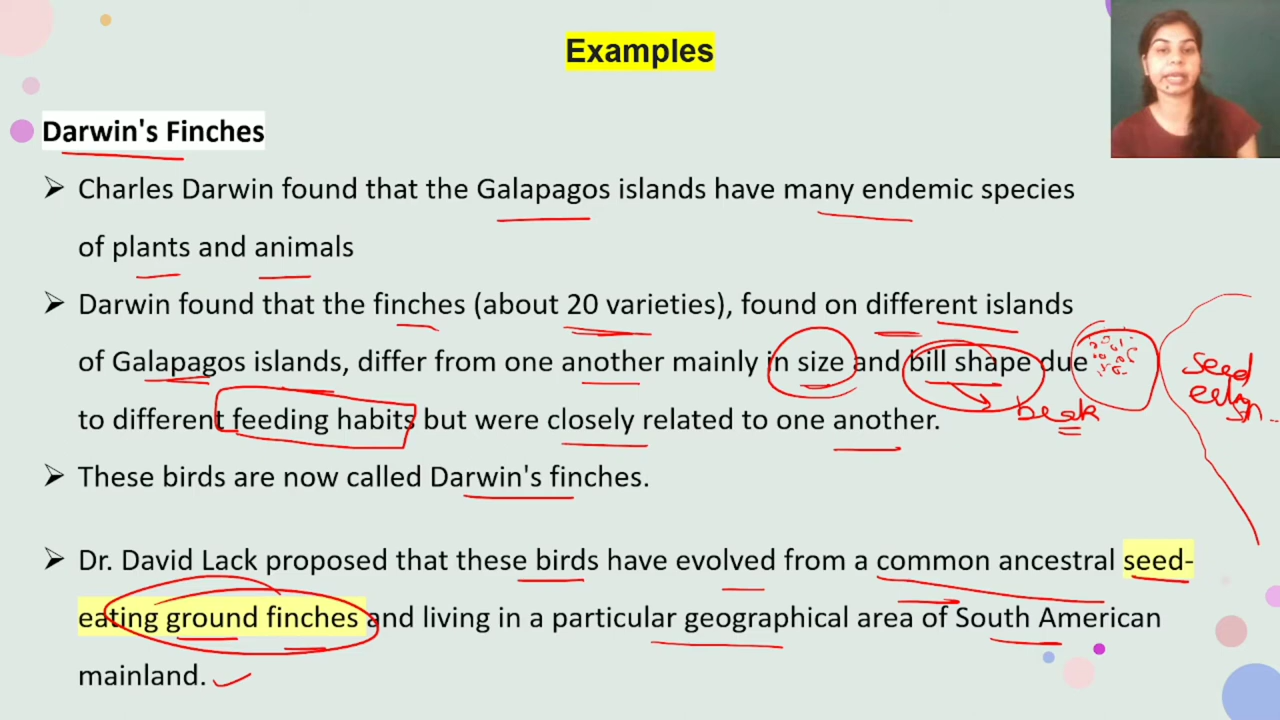 Examples
Darwin's Finches
➢ Charles Darwin found that the Galapagos islands have many endemic species
of plants and animals
➢ Darwin found that the finches (about 20 varieties), found on different islands
of Galapagos islands, differ from one another mainly in size and bill shape due
to different feeding habits but were closely related to one another.
beak
seed
eating
➢ These birds are now called Darwin's finches.
➢ Dr. David Lack proposed that these birds have evolved from a common ancestral seed-
eating ground finches and living in a particular geographical area of South American
mainland.